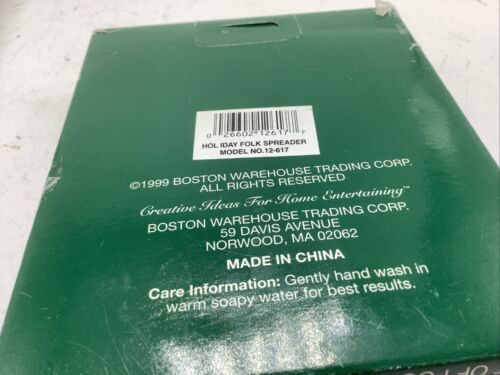 0 26602 12617 7
HOLIDAY FOLK SPREADER
MODEL NO.12-617
©1999 BOSTON WAREHOUSE TRADING CORP.
ALL RIGHTS RESERVED
Creative Ideas For Home Entertaining™
BOSTON WAREHOUSE TRADING CORP.
59 DAVIS AVENUE
NORWOOD, MA 02062
MADE IN CHINA
Care Information: Gently hand wash in
warm soapy water for best results.